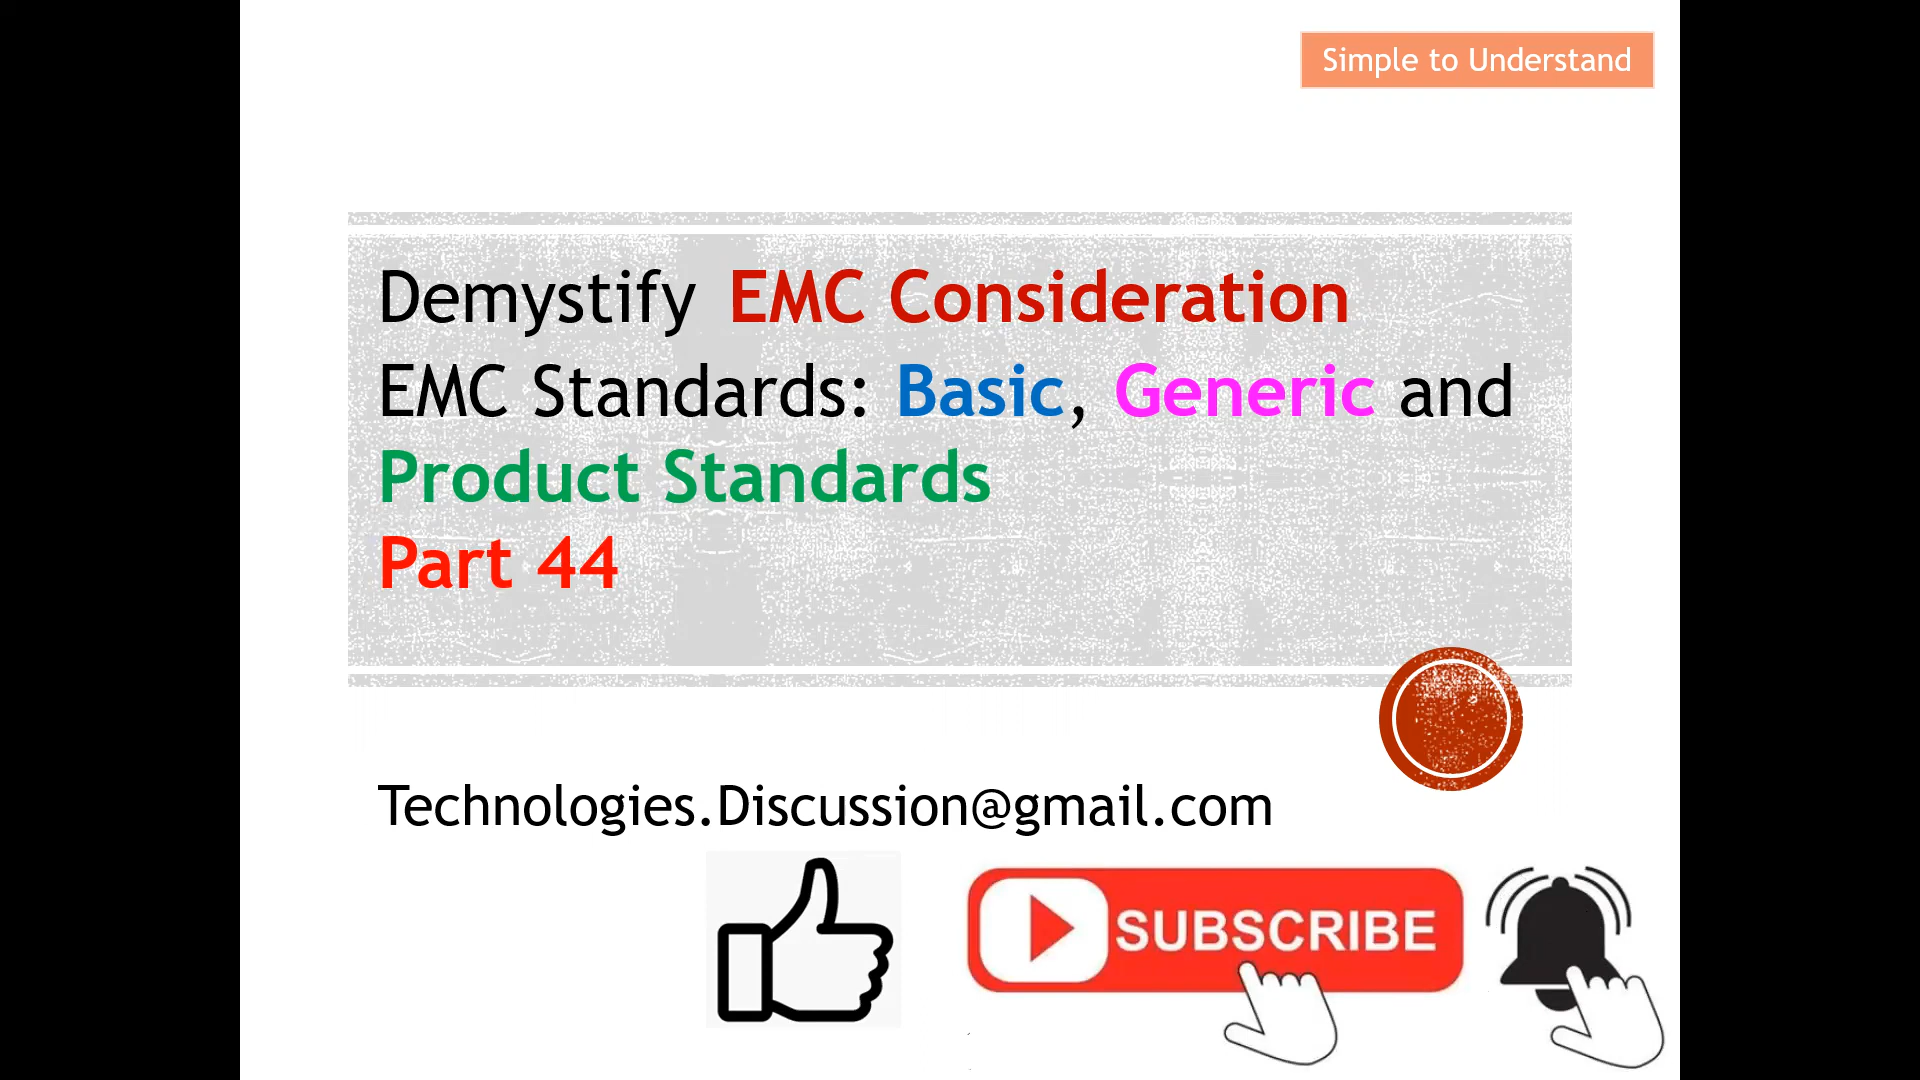 Simple to Understand
Demystify EMC Consideration
EMC Standards: Basic, Generic and
Product Standards
Part 44
Technologies.Discussion@gmail.com
SUBSCRIBE